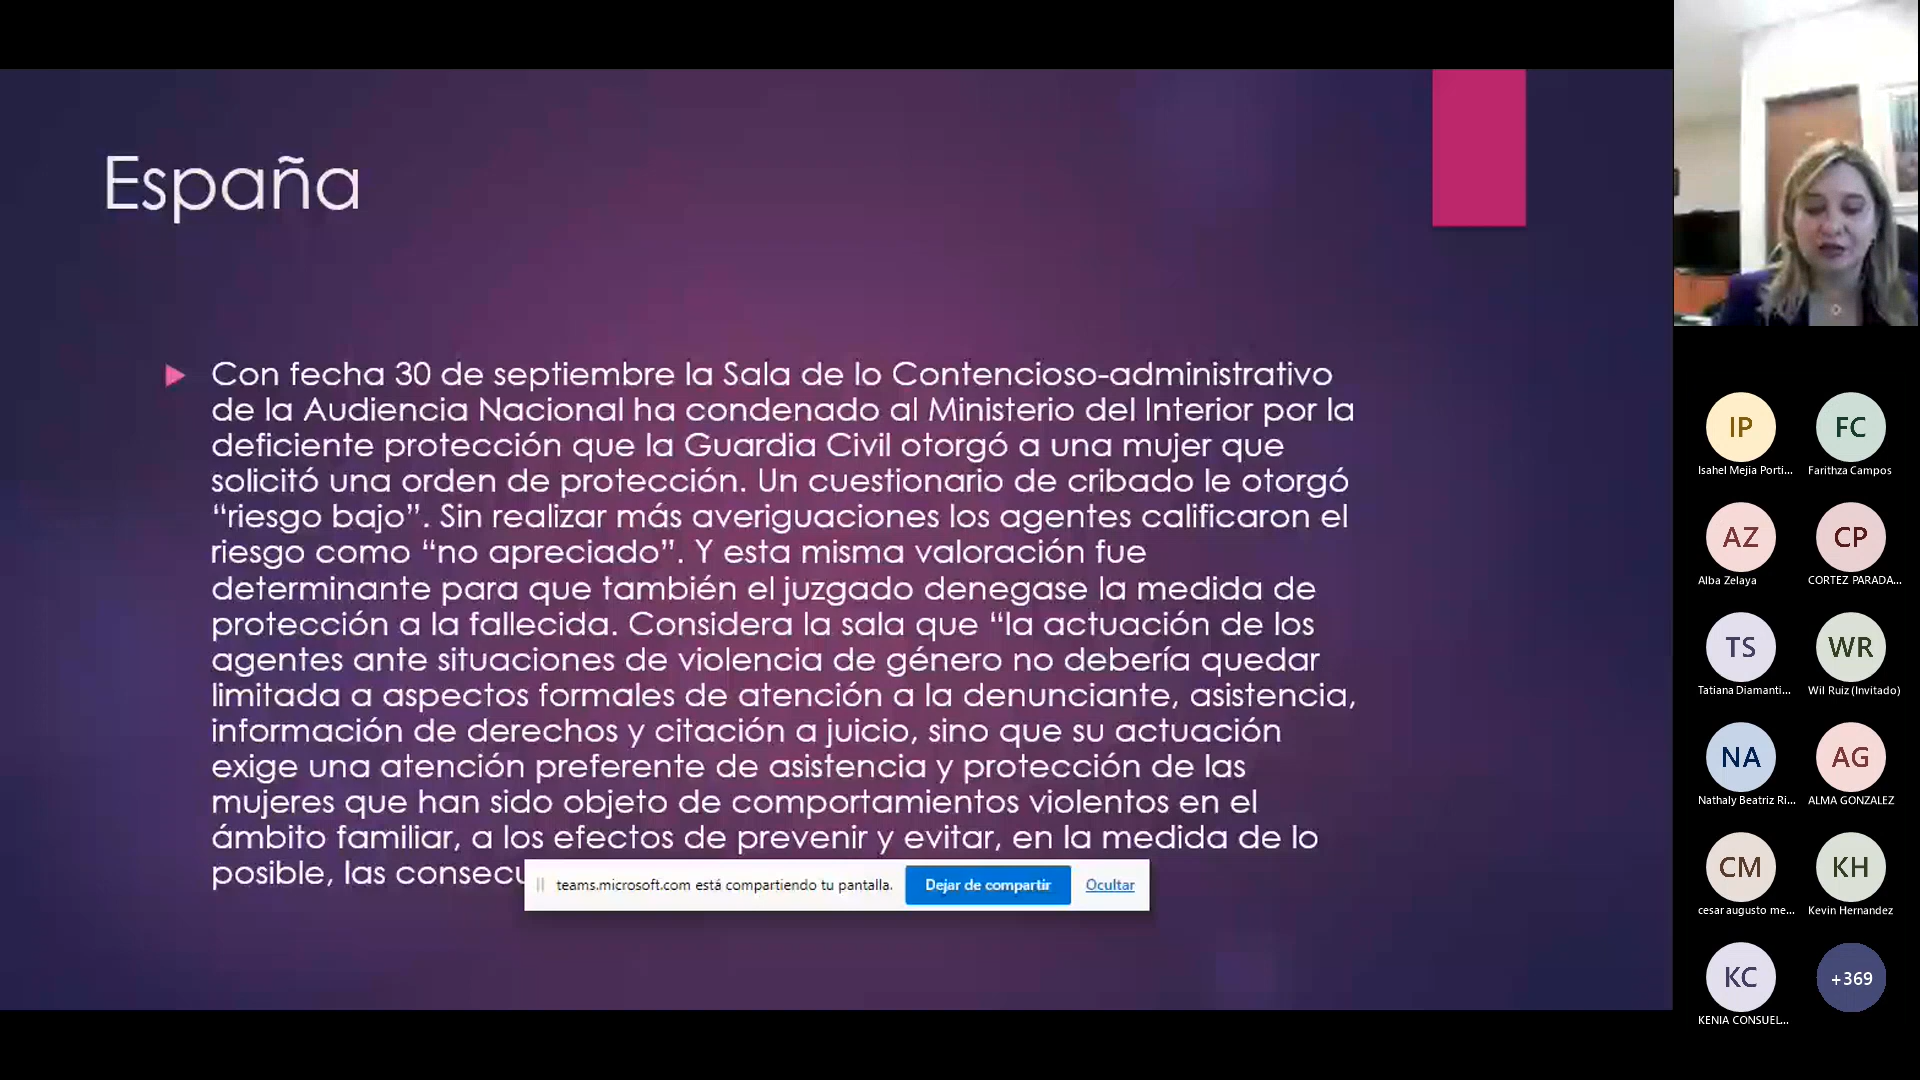 España
Con fecha 30 de septiembre la Sala de lo Contencioso-administrativo
de la Audiencia Nacional ha condenado al Ministerio del Interior por la
deficiente protección que la Guardia Civil otorgó a una mujer que
solicitó una orden de protección. Un cuestionario de cribado le otorgó
“riesgo bajo”. Sin realizar más averiguaciones los agentes calificaron el
riesgo como “no apreciado”. Y esta misma valoración fue
determinante para que también el juzgado denegase la medida de
protección a la fallecida. Considera la sala que “la actuación de los
agentes ante situaciones de violencia de género no debería quedar
limitada a aspectos formales de atención a la denunciante, asistencia,
información de derechos y citación a juicio, sino que su actuación
exige una atención preferente de asistencia y protección de las
mujeres que han sido objeto de comportamientos violentos en el
ámbito familiar, a los efectos de prevenir y evitar, en la medida de lo
posible, las consecu
teams.microsoft.com está compartiendo tu pantalla.
Dejar de compartir
Ocultar
IP
Isahel Mejia Porti...
FC
Farithza Campos
AZ
Alba Zelaya
CP
CORTEZ PARADA...
TS
Tatiana Diamanti...
WR
Wil Ruiz (Invitado)
NA
Nathaly Beatriz Ri...
AG
ALMA GONZALEZ
CM
cesar augusto me...
KH
Kevin Hernandez
KC
KENIA CONSUEL...
+369